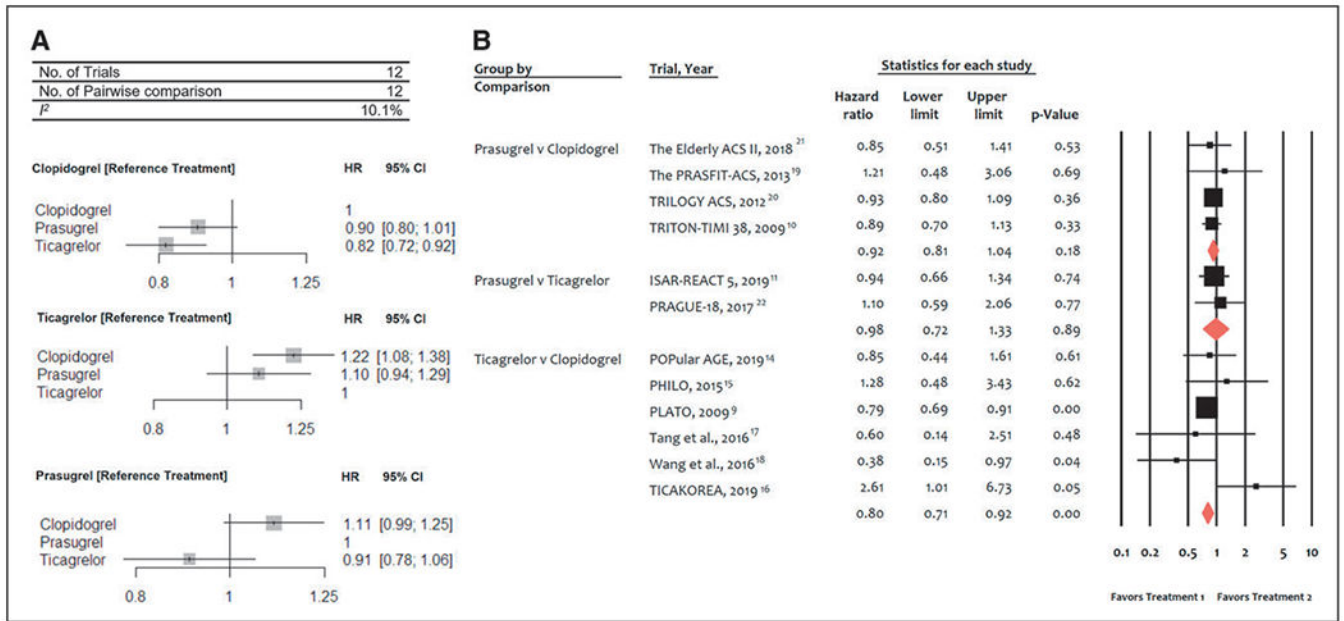 A
No. of Trials 12
No. of Pairwise comparison 12
I² 10.1%
Clopidogrel [Reference Treatment] HR 95% CI
Clopidogrel 1
Prasugrel 0.90 [0.80; 1.01]
Ticagrelor 0.82 [0.72; 0.92]
0.8 1 1.25
Ticagrelor [Reference Treatment] HR 95% CI
Clopidogrel 1.22 [1.08; 1.38]
Prasugrel 1.10 [0.94; 1.29]
Ticagrelor 1
0.8 1 1.25
Prasugrel [Reference Treatment] HR 95% CI
Clopidogrel 1.11 [0.99; 1.25]
Prasugrel 1
Ticagrelor 0.91 [0.78; 1.06]
0.8 1 1.25
B
Group by Trial, Year Statistics for each study
Comparison
Hazard Lower Upper
ratio limit limit p-Value
Prasugrel v Clopidogrel The Elderly ACS II, 2018 21 0.85 0.51 1.41 0.53
The PRASFIT-ACS, 2013 19 1.21 0.48 3.06 0.69
TRILOGY ACS, 2012 20 0.93 0.80 1.09 0.36
TRITON-TIMI 38, 2009 10 0.89 0.70 1.13 0.33
0.92 0.81 1.04 0.18
Prasugrel v Ticagrelor ISAR-REACT 5, 2019 11 0.94 0.66 1.34 0.74
PRAGUE-18, 2017 22 1.10 0.59 2.06 0.77
0.98 0.72 1.33 0.89
Ticagrelor v Clopidogrel POPular AGE, 2019 14 0.85 0.44 1.61 0.61
PHILO, 2015 15 1.28 0.48 3.43 0.62
PLATO, 2009 9 0.79 0.69 0.91 0.00
Tang et al., 2016 17 0.60 0.14 2.51 0.48
Wang et al., 2016 18 0.38 0.15 0.97 0.04
TICAKOREA, 2019 16 2.61 1.01 6.73 0.05
0.80 0.71 0.92 0.00
0.1 0.2 0.5 1 2 5 10
Favors Treatment 1 Favors Treatment 2